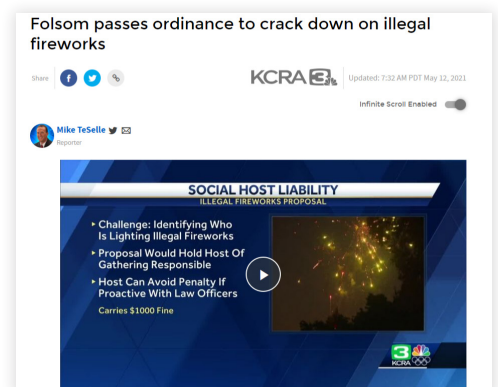 Folsom passes ordinance to crack down on illegal
fireworks
Share
KCRA 3
Updated: 7:32 AM PDT May 12, 2021
Infinite Scroll Enabled
Mike TeSelle
Reporter
SOCIAL HOST LIABILITY
ILLEGAL FIREWORKS PROPOSAL
Challenge: Identifying Who
Is Lighting Illegal Fireworks
Proposal Would Hold Host Of
Gathering Responsible
Host Can Avoid Penalty If
Proactive With Law Officers
Carries $1000 Fine
3
KCRA